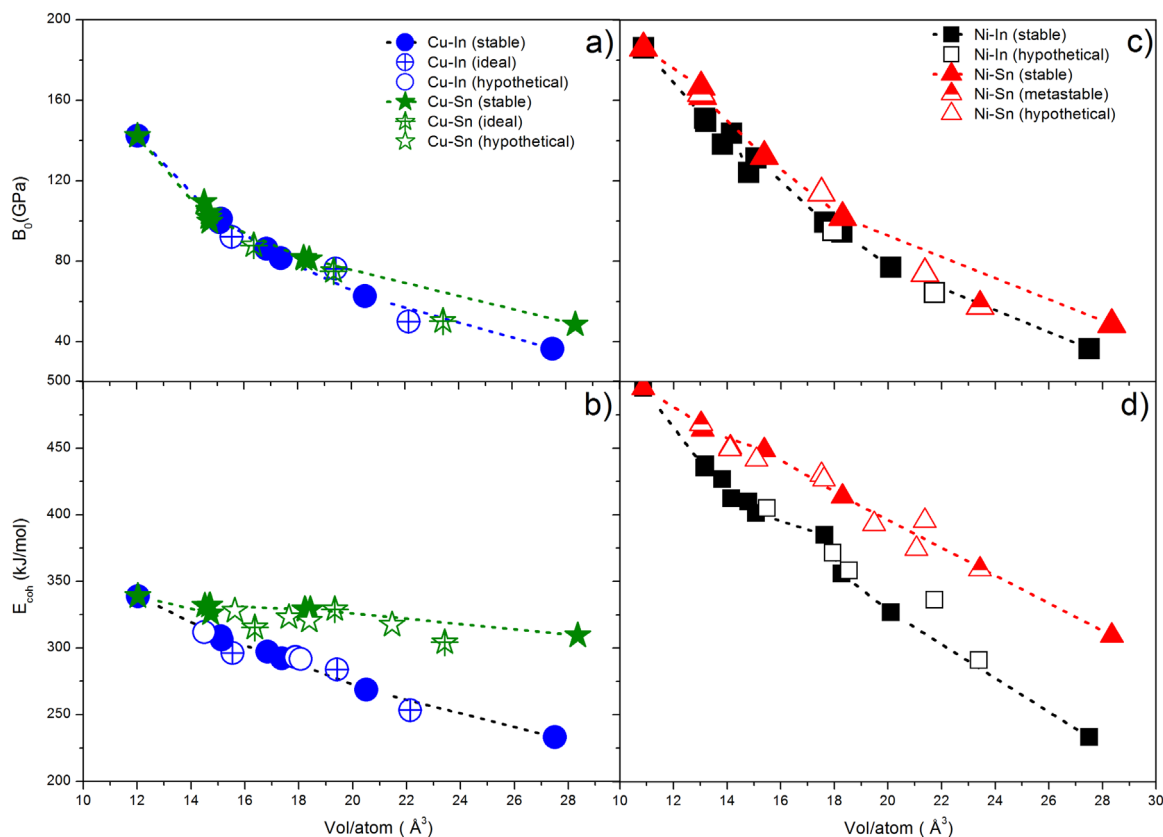 200
160
120
80
40
B₀(GPa)
a)
Cu-In (stable)
Cu-In (ideal)
Cu-In (hypothetical)
Cu-Sn (stable)
Cu-Sn (ideal)
Cu-Sn (hypothetical)
c)
Ni-In (stable)
Ni-In (hypothetical)
Ni-Sn (stable)
Ni-Sn (metastable)
Ni-Sn (hypothetical)
500
450
400
350
300
250
200
E_coh (kJ/mol)
b)
d)
10 12 14 16 18 20 22 24 26 28
10 12 14 16 18 20 22 24 26 28 30
Vol/atom ( Å³)
Vol/atom ( Å³)